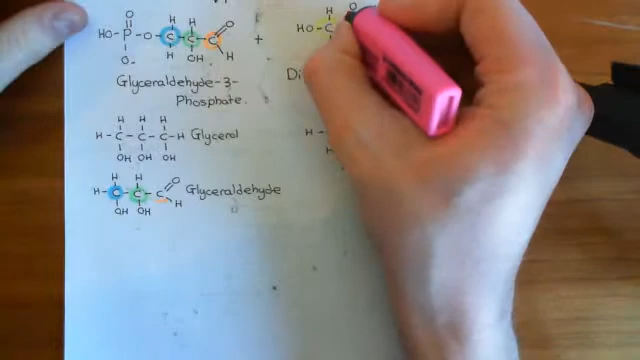 Glyceraldehyde-3-
Phosphate.
+
HO - P - O - C - C - C
O
O-
H
H
H
OH
O
H
HO - C
H
O
Di
H - C - C - C - H Glycerol
H H H
OH OH OH
H -
H
H - C - C - C Glyceraldehyde
H H
O
H
OH OH